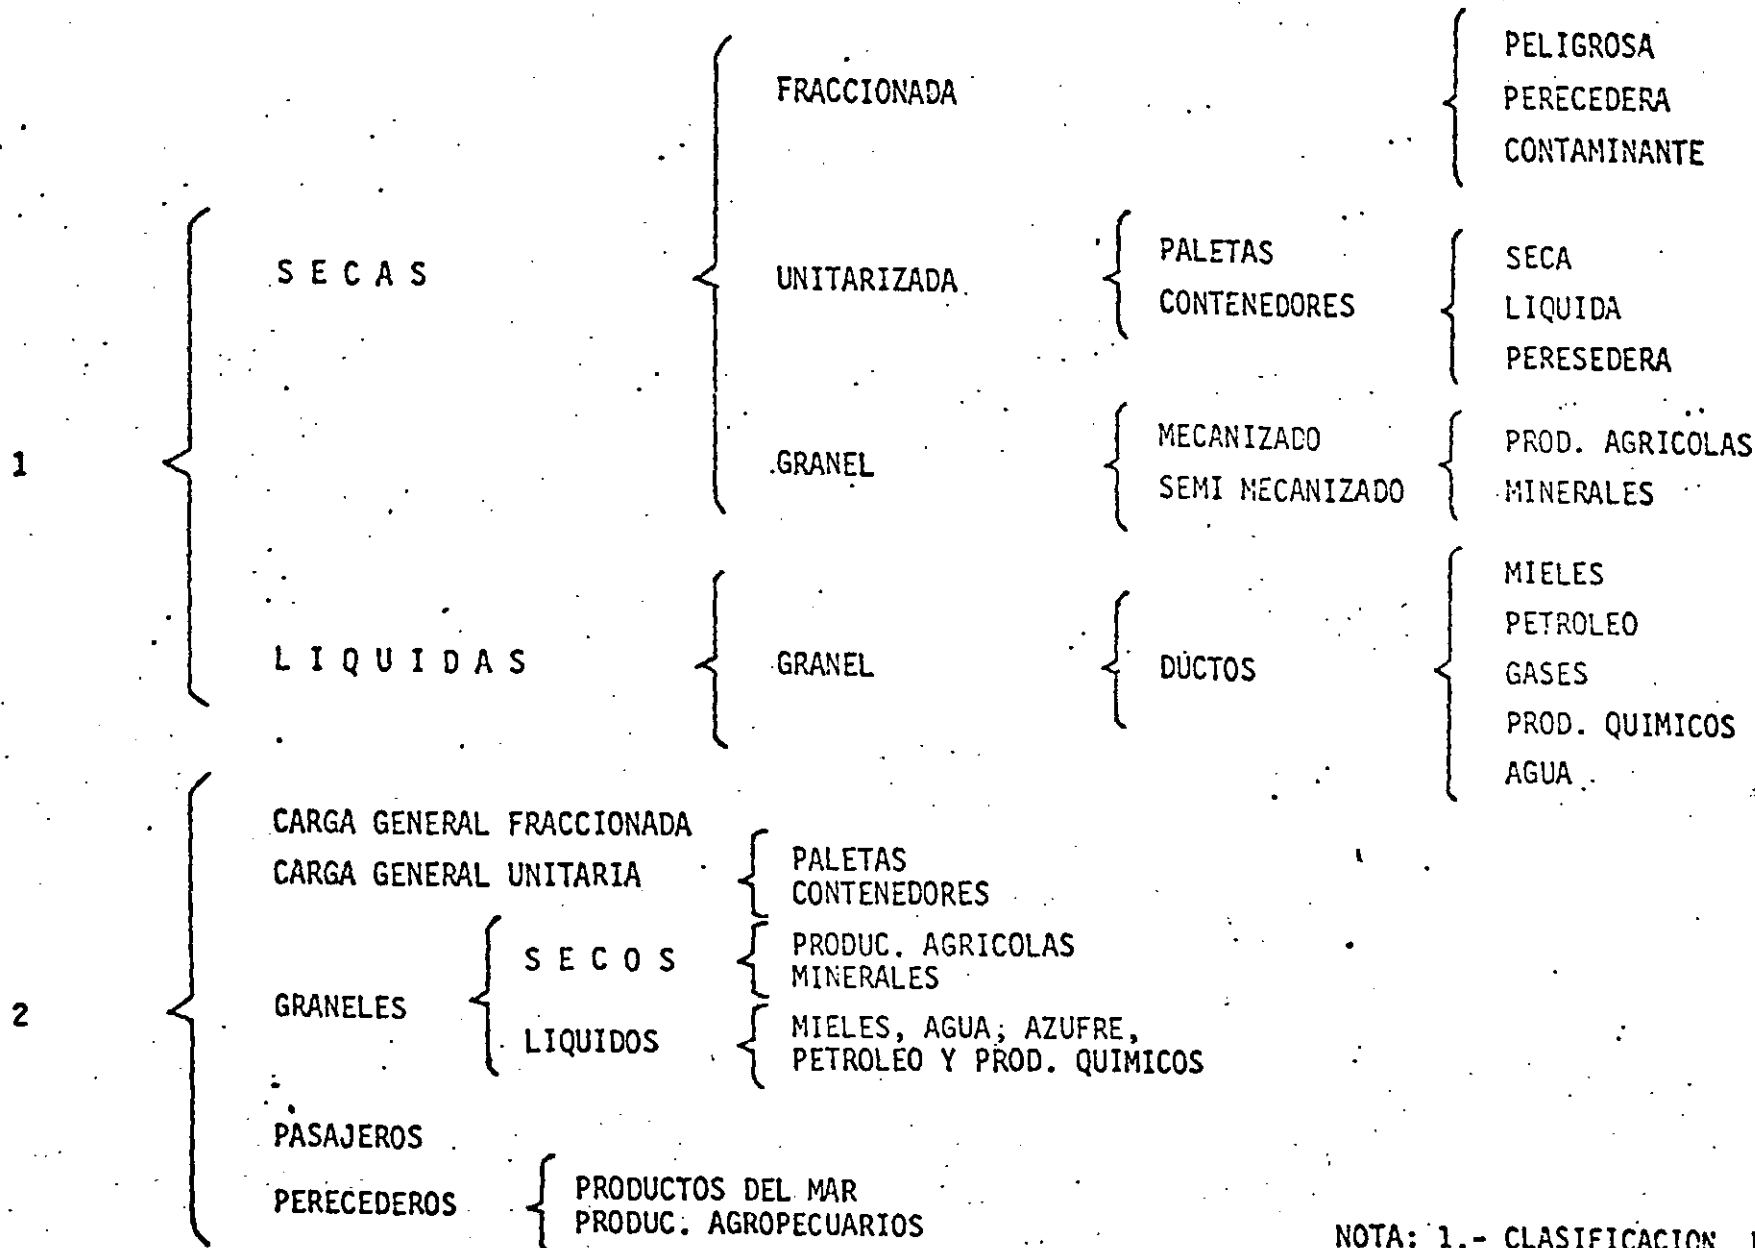 PELIGROSA
FRACCIONADA
PERECEDERA
CONTAMINANTE
S E C A S
UNITARIZADA
PALETAS
CONTENEDORES
SECA
LIQUIDA
PERESEDERA
1
GRANEL
MECANIZADO
SEMI MECANIZADO
PROD. AGRICOLAS
MINERALES
L I Q U I D A S
GRANEL
DUCTOS
MIELES
PETROLEO
GASES
PROD. QUIMICOS
AGUA
2
CARGA GENERAL FRACCIONADA
CARGA GENERAL UNITARIA
PALETAS
CONTENEDORES
GRANELES
S E C O S
PRODUC. AGRICOLAS
MINERALES
LIQUIDOS
MIELES, AGUA; AZUFRE,
PETROLEO Y PROD. QUIMICOS
PASAJEROS
PERECEDEROS
PRODUCTOS DEL MAR
PRODUC. AGROPECUARIOS
NOTA: 1.- CLASIFICACION